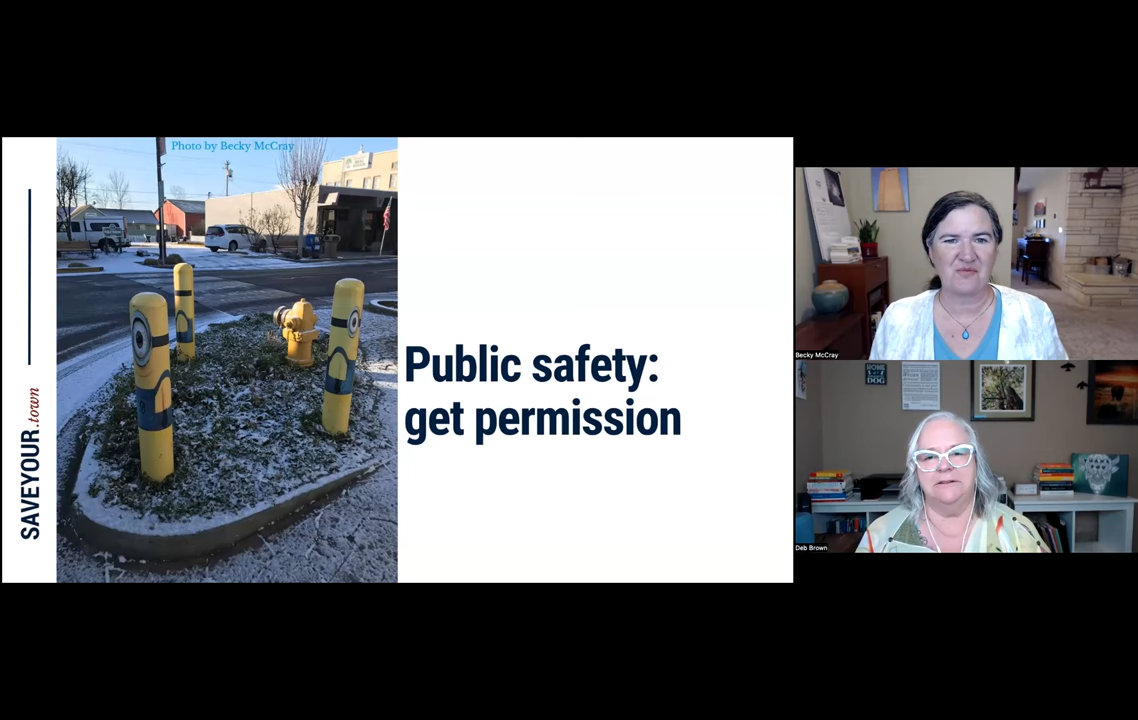 Photo by Becky McCray
SAVEYOUR.town
Public safety:
get permission
Becky McCray
Deb Brown